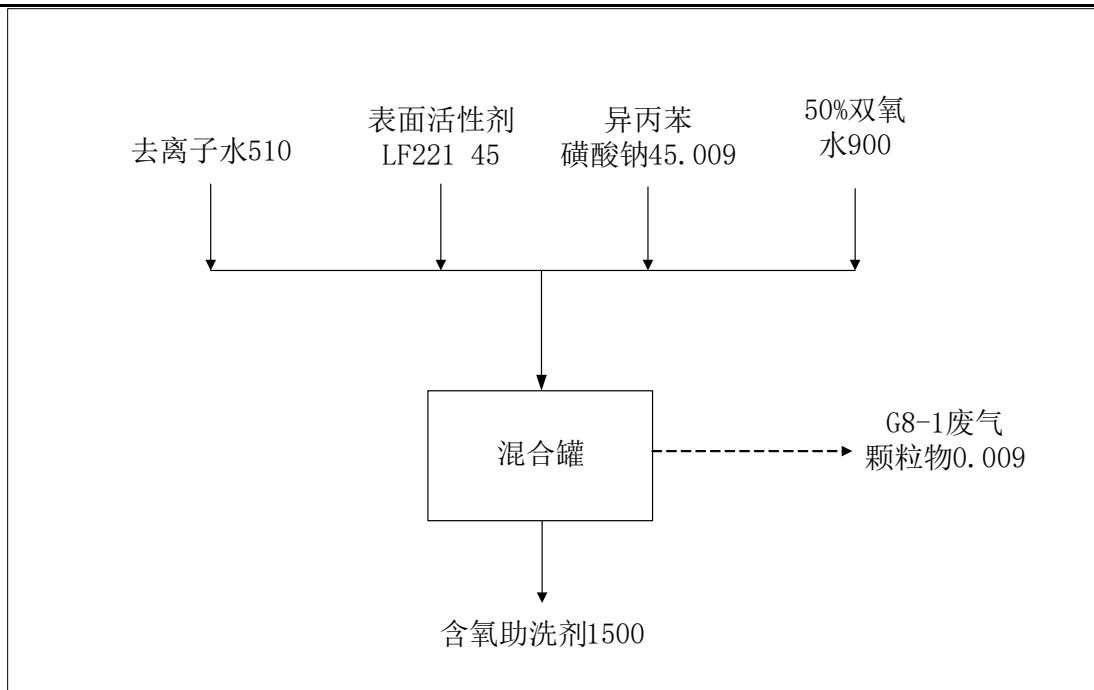 去离子水510
表面活性剂
LF221 45
异丙苯
磺酸钠45.009
50%双氧
水900
混合罐
G8-1废气
颗粒物0.009
含氧助洗剂1500